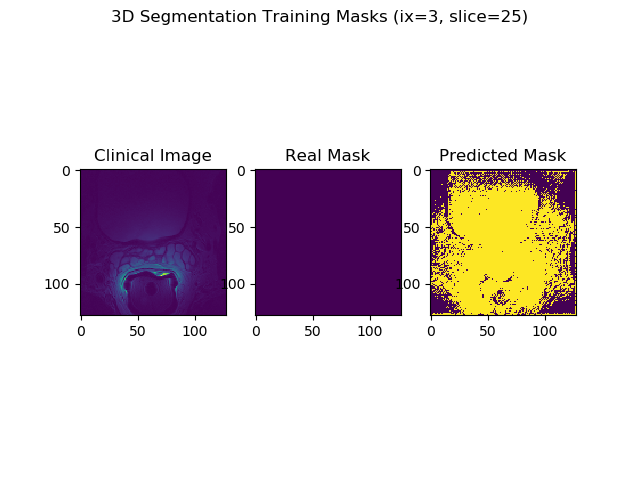 3D Segmentation Training Masks (ix=3, slice=25)
Clinical Image Real Mask Predicted Mask
0 0 0
50 50 50
100 100 100
0 50 100 0 50 100 0 50 100